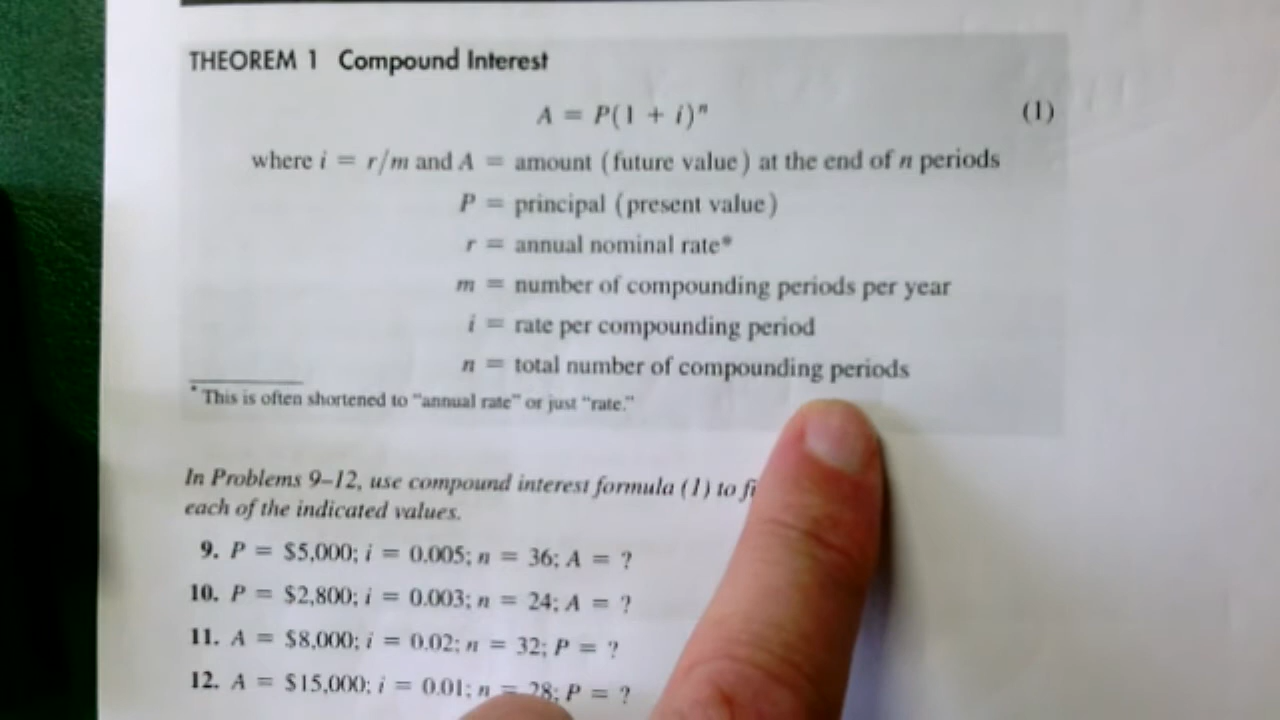 THEOREM 1 Compound Interest
A = P(1 + i)ⁿ (1)
where i = r/m and A = amount (future value) at the end of n periods
P = principal (present value)
r = annual nominal rate*
m = number of compounding periods per year
i = rate per compounding period
n = total number of compounding periods
* This is often shortened to "annual rate" or just "rate."
In Problems 9–12, use compound interest formula (1) to
each of the indicated values.
9. P = $5,000; i = 0.005; n = 36; A = ?
10. P = $2,800; i = 0.003; n = 24; A = ?
11. A = $8,000; i = 0.02; n = 32; P = ?
12. A = $15,000; i = 0.01; n = 28; P = ?